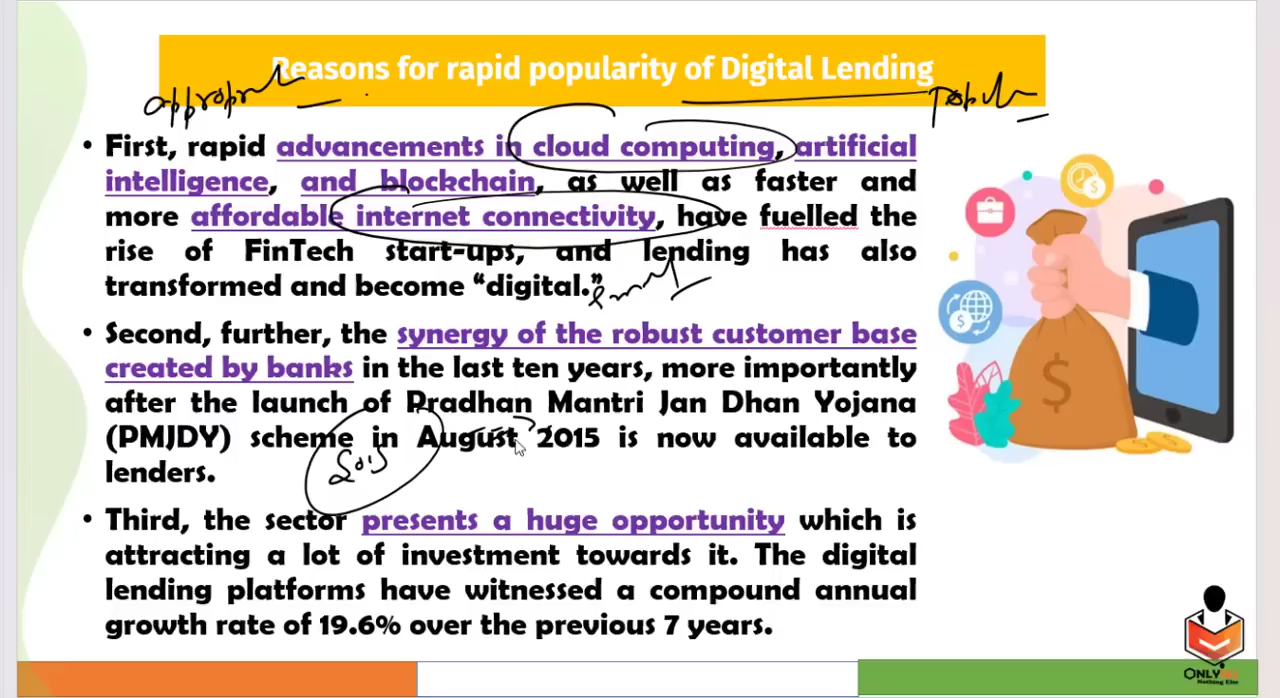 Reasons for rapid popularity of Digital Lending
• First, rapid advancements in cloud computing, artificial
intelligence, and blockchain, as well as faster and
more affordable internet connectivity, have fuelled the
rise of FinTech start-ups, and lending has also
transformed and become “digital.”
• Second, further, the synergy of the robust customer base
created by banks in the last ten years, more importantly
after the launch of Pradhan Mantri Jan Dhan Yojana
(PMJDY) scheme in August 2015 is now available to
lenders.
2015
• Third, the sector presents a huge opportunity which is
attracting a lot of investment towards it. The digital
lending platforms have witnessed a compound annual
growth rate of 19.6% over the previous 7 years.
Nothing Else